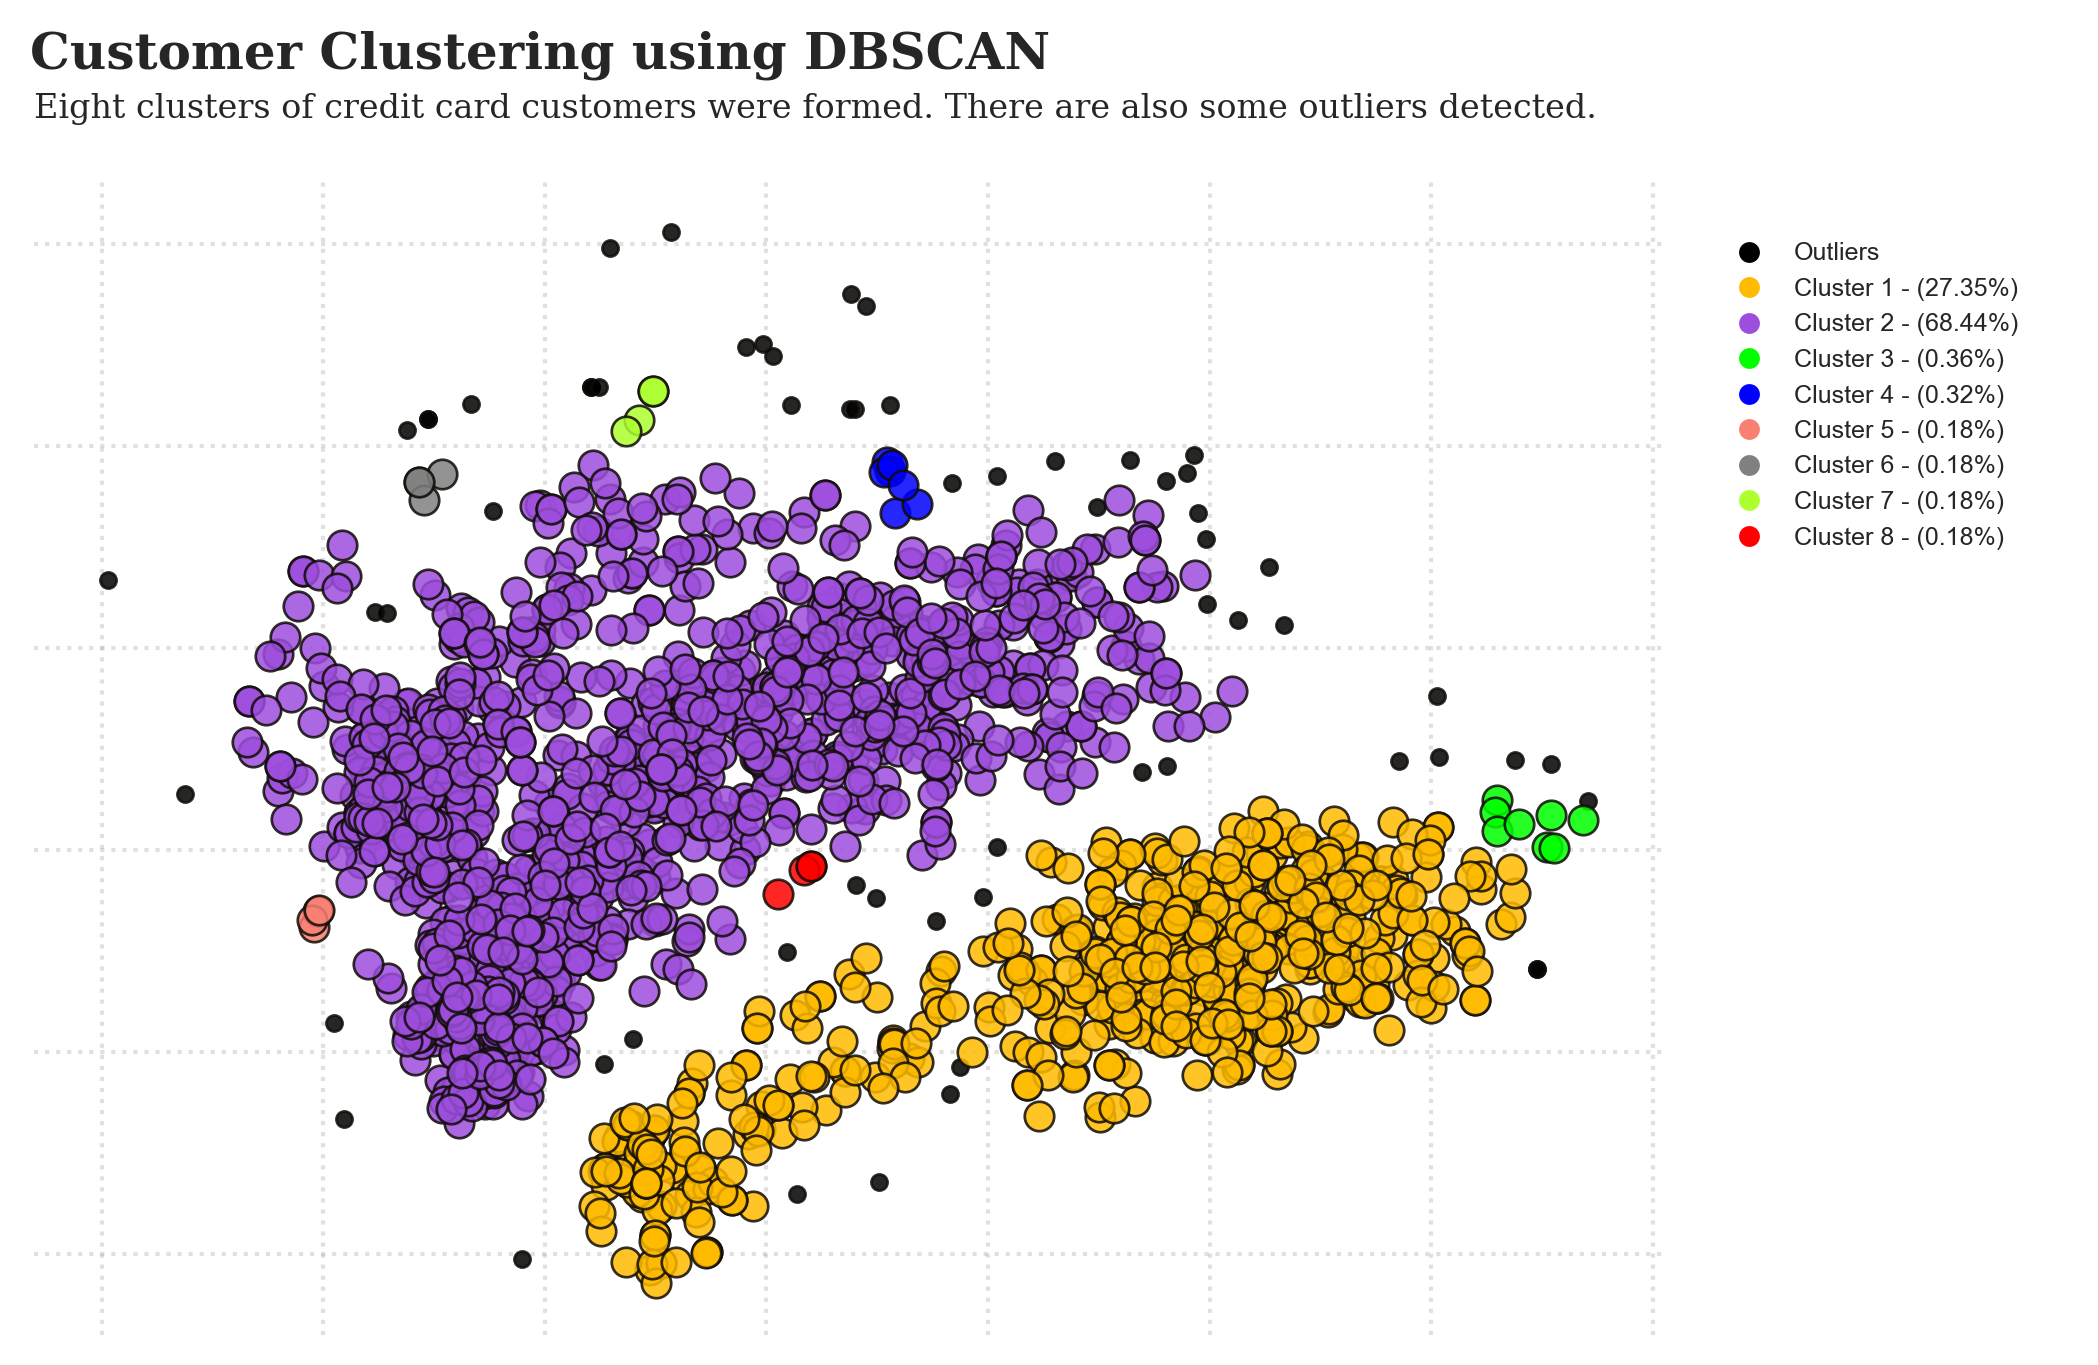 Customer Clustering using DBSCAN
Eight clusters of credit card customers were formed. There are also some outliers detected.
Outliers
Cluster 1 - (27.35%)
Cluster 2 - (68.44%)
Cluster 3 - (0.36%)
Cluster 4 - (0.32%)
Cluster 5 - (0.18%)
Cluster 6 - (0.18%)
Cluster 7 - (0.18%)
Cluster 8 - (0.18%)